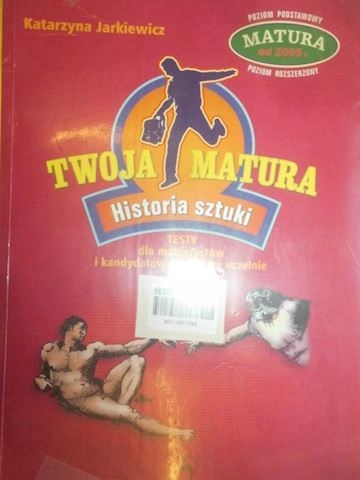 Katarzyna Jarkiewicz
POZIOM PODSTAWOWY
MATURA
od 2005 r.
POZIOM ROZSZERZONY
TWOJA MATURA
Historia sztuki
TESTY
dla maturzystów
i kandydatów uczelnie